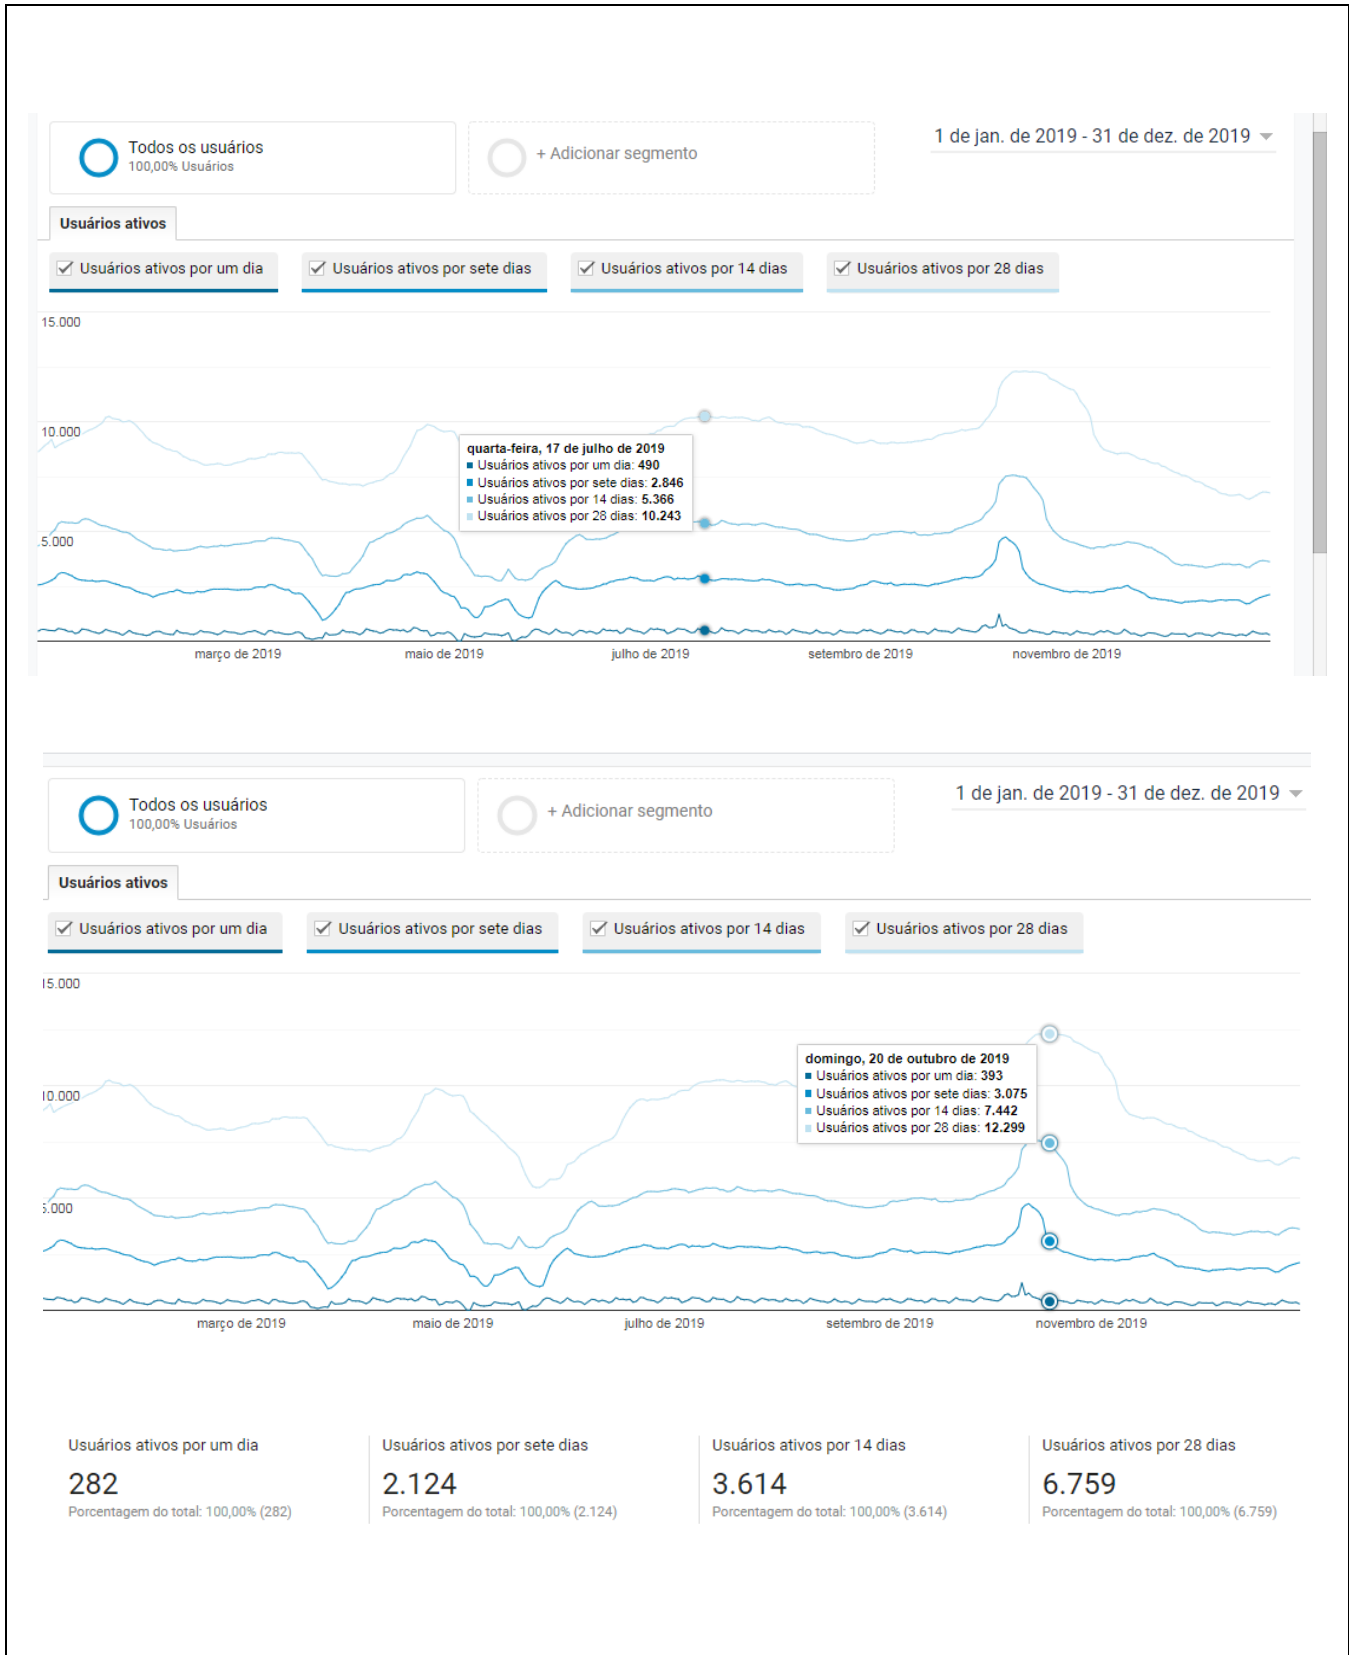 Todos os usuários
100,00% Usuários
+ Adicionar segmento
1 de jan. de 2019 - 31 de dez. de 2019
Usuários ativos
Usuários ativos por um dia
Usuários ativos por sete dias
Usuários ativos por 14 dias
Usuários ativos por 28 dias
15.000
10.000
5.000
quarta-feira, 17 de julho de 2019
Usuários ativos por um dia: 490
Usuários ativos por sete dias: 2.846
Usuários ativos por 14 dias: 5.366
Usuários ativos por 28 dias: 10.243
março de 2019
maio de 2019
julho de 2019
setembro de 2019
novembro de 2019
Todos os usuários
100,00% Usuários
+ Adicionar segmento
1 de jan. de 2019 - 31 de dez. de 2019
Usuários ativos
Usuários ativos por um dia
Usuários ativos por sete dias
Usuários ativos por 14 dias
Usuários ativos por 28 dias
15.000
10.000
5.000
domingo, 20 de outubro de 2019
Usuários ativos por um dia: 393
Usuários ativos por sete dias: 3.075
Usuários ativos por 14 dias: 7.442
Usuários ativos por 28 dias: 12.299
março de 2019
maio de 2019
julho de 2019
setembro de 2019
novembro de 2019
Usuários ativos por um dia
282
Porcentagem do total: 100,00% (282)
Usuários ativos por sete dias
2.124
Porcentagem do total: 100,00% (2.124)
Usuários ativos por 14 dias
3.614
Porcentagem do total: 100,00% (3.614)
Usuários ativos por 28 dias
6.759
Porcentagem do total: 100,00% (6.759)